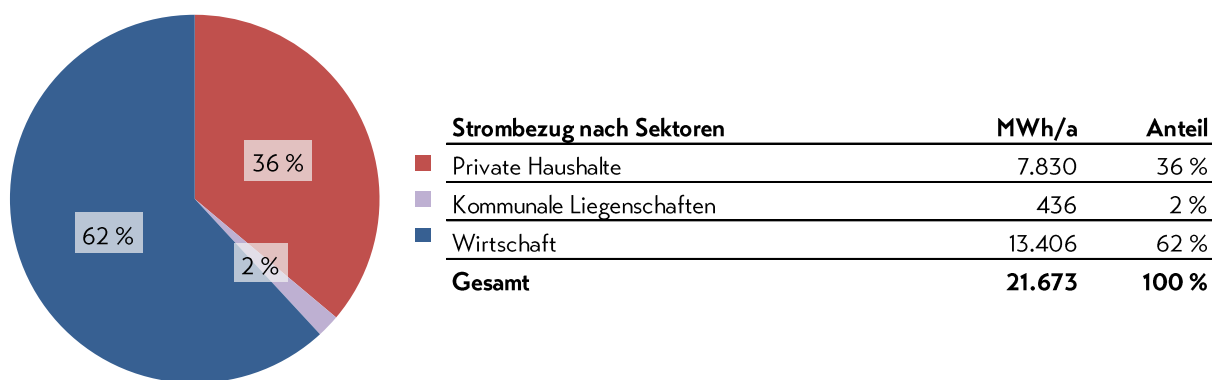 36 %
62 %
2 %
Strombezug nach Sektoren MWh/a Anteil
Private Haushalte 7.830 36 %
Kommunale Liegenschaften 436 2 %
Wirtschaft 13.406 62 %
Gesamt 21.673 100 %